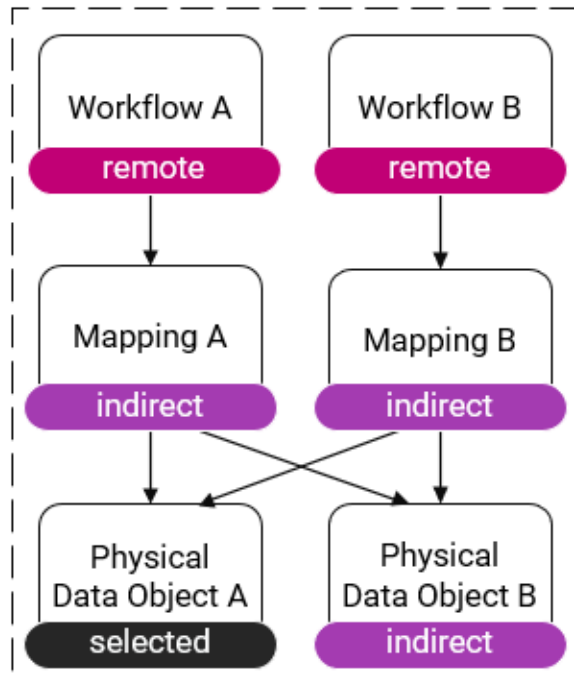 Workflow A
remote
Workflow B
remote
Mapping A
indirect
Mapping B
indirect
Physical
Data Object A
selected
Physical
Data Object B
indirect